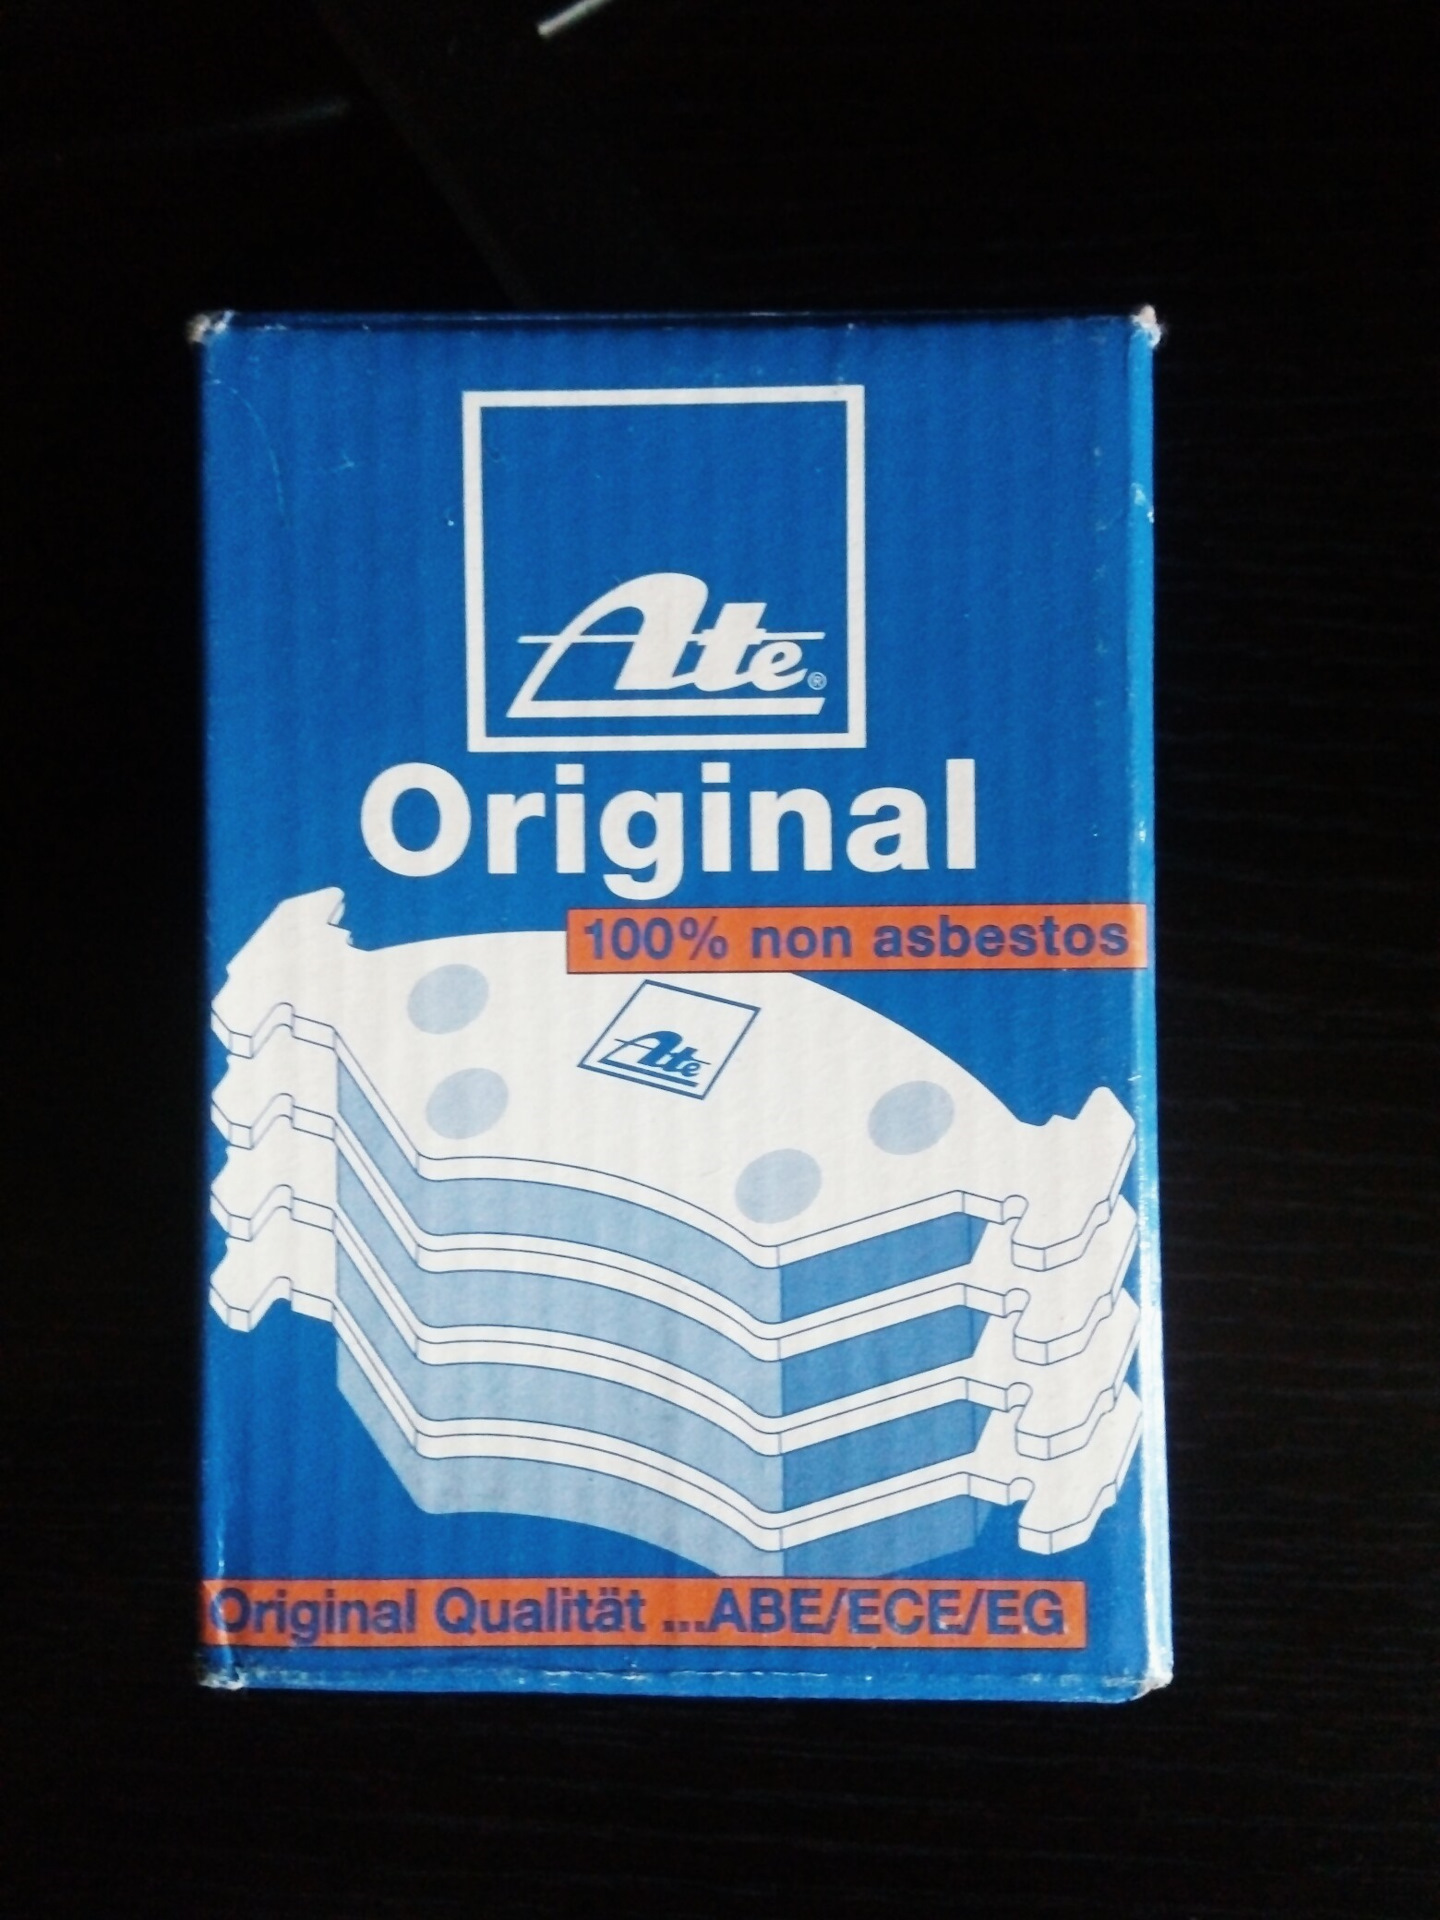 Ate®
Original
100% non asbestos
Ate
Original Qualität ...ABE/ECE/EG